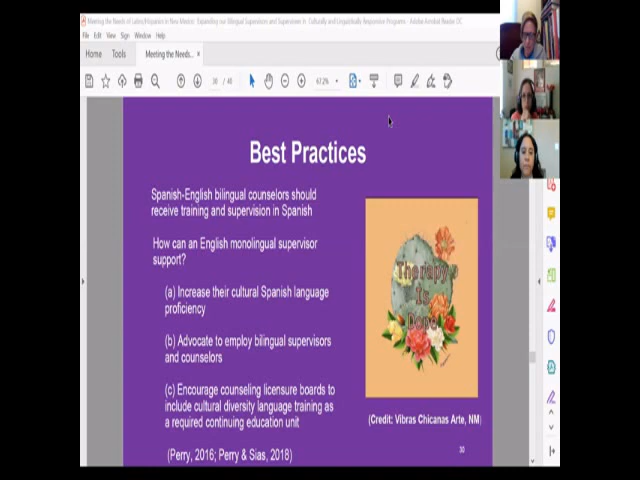 Meeting the Needs of Latinx/Hispanics in New Mexico: Expanding our Bilingual Supervisors and Supervisees in Culturally and Linguistically Responsive Programs - Adobe Acrobat Reader DC
File Edit View Sign Window Help
Home Tools Meeting the Needs... ×
30 / 40 67.2%
Best Practices
Spanish-English bilingual counselors should
receive training and supervision in Spanish
How can an English monolingual supervisor
support?
(a) Increase their cultural Spanish language
proficiency
(b) Advocate to employ bilingual supervisors
and counselors
(c) Encourage counseling licensure boards to
include cultural diversity language training as
a required continuing education unit
(Perry, 2016; Perry & Sias, 2018)
Therapy
Is
Dope
(Credit: Vibras Chicanas Arte, NM)
30